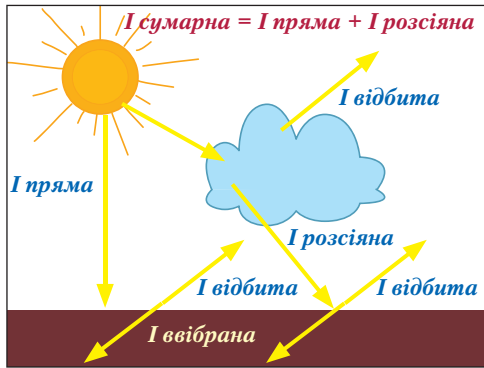 I сумарна = I пряма + I розсіяна
I відбита
I пряма
I розсіяна
I відбита
I відбита
I ввібрана